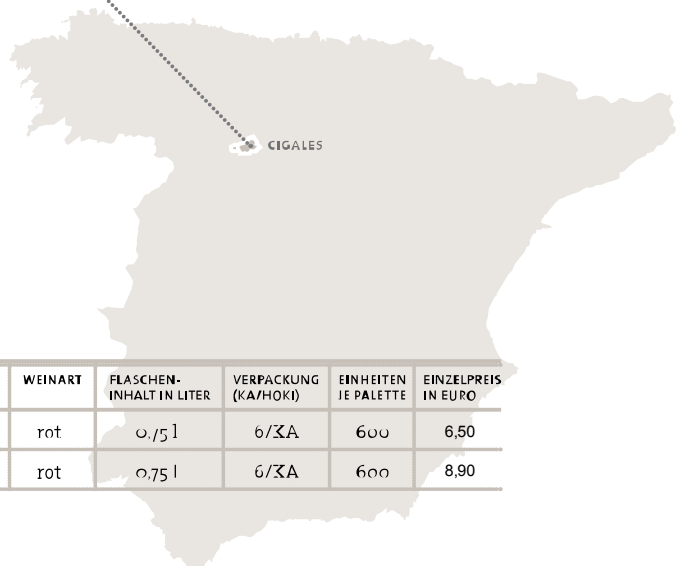 CIGALES
WEINART FLASCHEN- VERPACKUNG EINHEITEN EINZELPREIS
INHALT IN LITER (KA/HOKI) JE PALETTE IN EURO
rot 0,75 l 6/KA 600 6,50
rot 0,75 l 6/KA 600 8,90